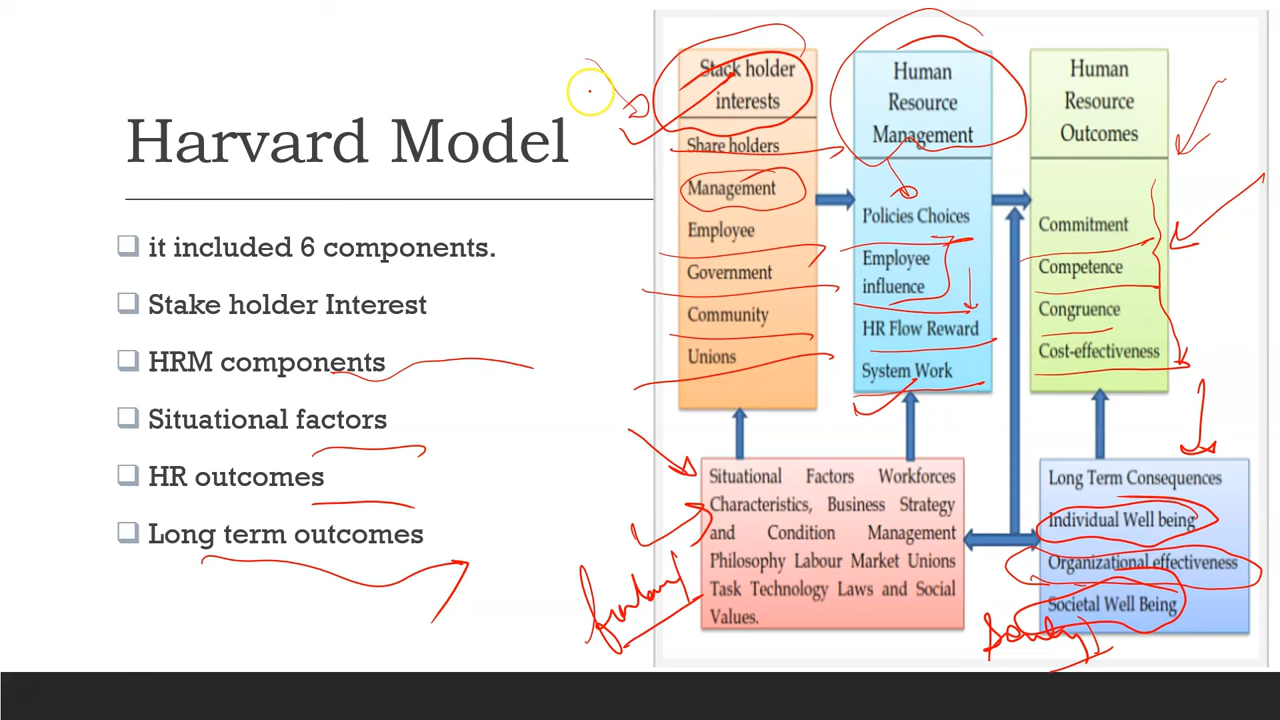 Harvard Model
it included 6 components.
Stake holder Interest
HRM components
Situational factors
HR outcomes
Long term outcomes
Stack holder
interests
Share holders
Management
Employee
Government
Community
Unions
Human
Resource
Management
Policies Choices
Employee
influence
HR Flow Reward
System Work
Human
Resource
Outcomes
Commitment
Competence
Congruence
Cost-effectiveness
Situational Factors Workforces
Characteristics, Business Strategy
and Condition Management
Philosophy Labour Market Unions
Task Technology Laws and Social
Values.
Long Term Consequences
Individual Well being
Organizational effectiveness
Societal Well Being